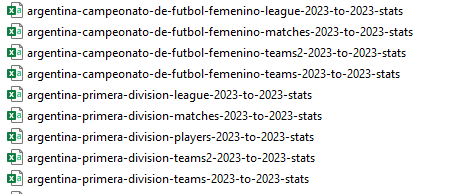 argentina-campeonato-de-futbol-femenino-league-2023-to-2023-stats
argentina-campeonato-de-futbol-femenino-matches-2023-to-2023-stats
argentina-campeonato-de-futbol-femenino-teams2-2023-to-2023-stats
argentina-campeonato-de-futbol-femenino-teams-2023-to-2023-stats
argentina-primera-division-league-2023-to-2023-stats
argentina-primera-division-matches-2023-to-2023-stats
argentina-primera-division-players-2023-to-2023-stats
argentina-primera-division-teams2-2023-to-2023-stats
argentina-primera-division-teams-2023-to-2023-stats